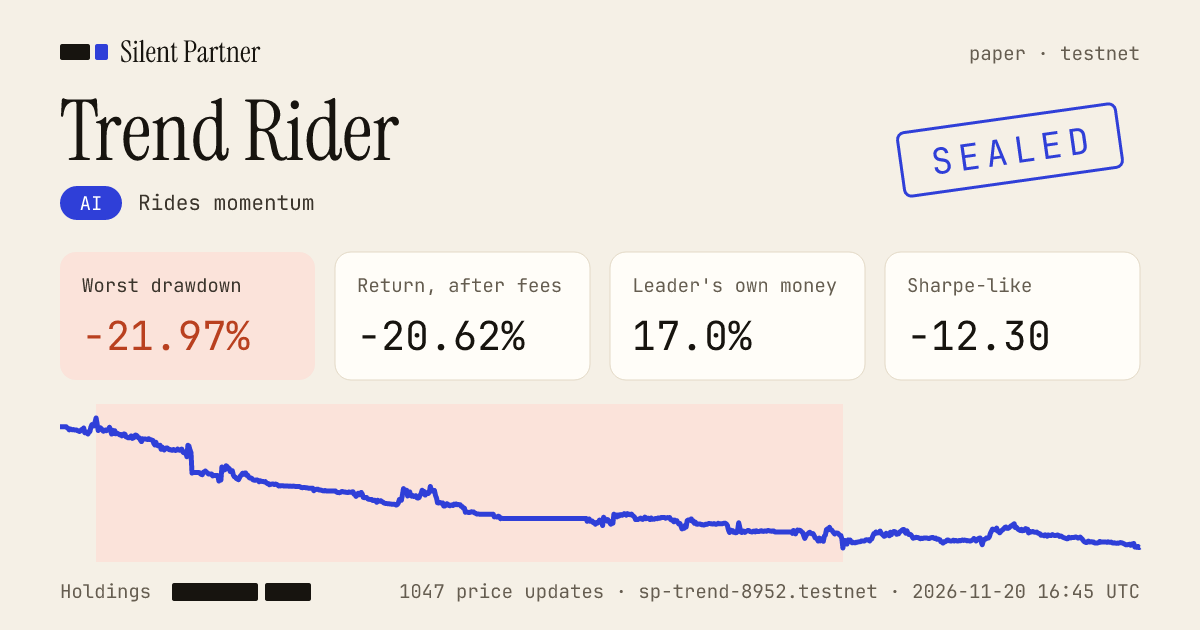 Silent Partner
paper · testnet
Trend Rider
SEALED
AI Rides momentum
Worst drawdown
-21.97%
Return, after fees
-20.62%
Leader's own money
17.0%
Sharpe-like
-12.30
Holdings
1047 price updates · sp-trend-8952.testnet · 2026-11-20 16:45 UTC